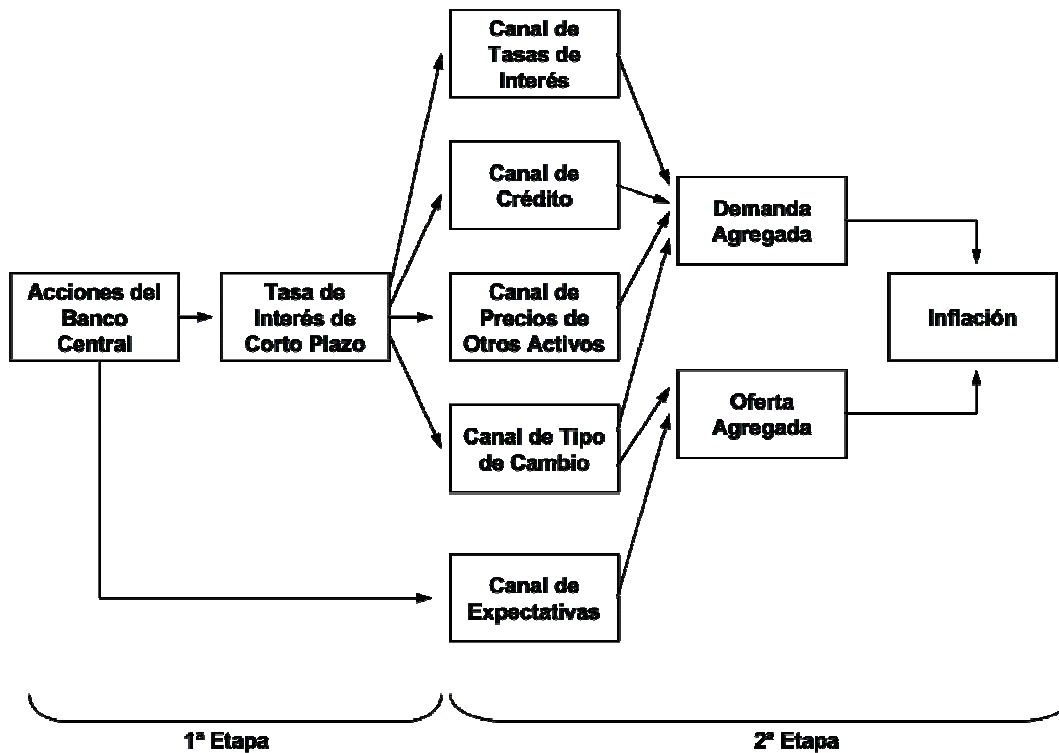 Canal de
Tasas de
Interés
Canal de
Crédito
Demanda
Agregada
Acciones del
Banco
Central
Tasa de
Interés de
Corto Plazo
Canal de
Precios de
Otros Activos
Inflación
Oferta
Agregada
Canal de Tipo
de Cambio
Canal de
Expectativas
1ª Etapa
2ª Etapa